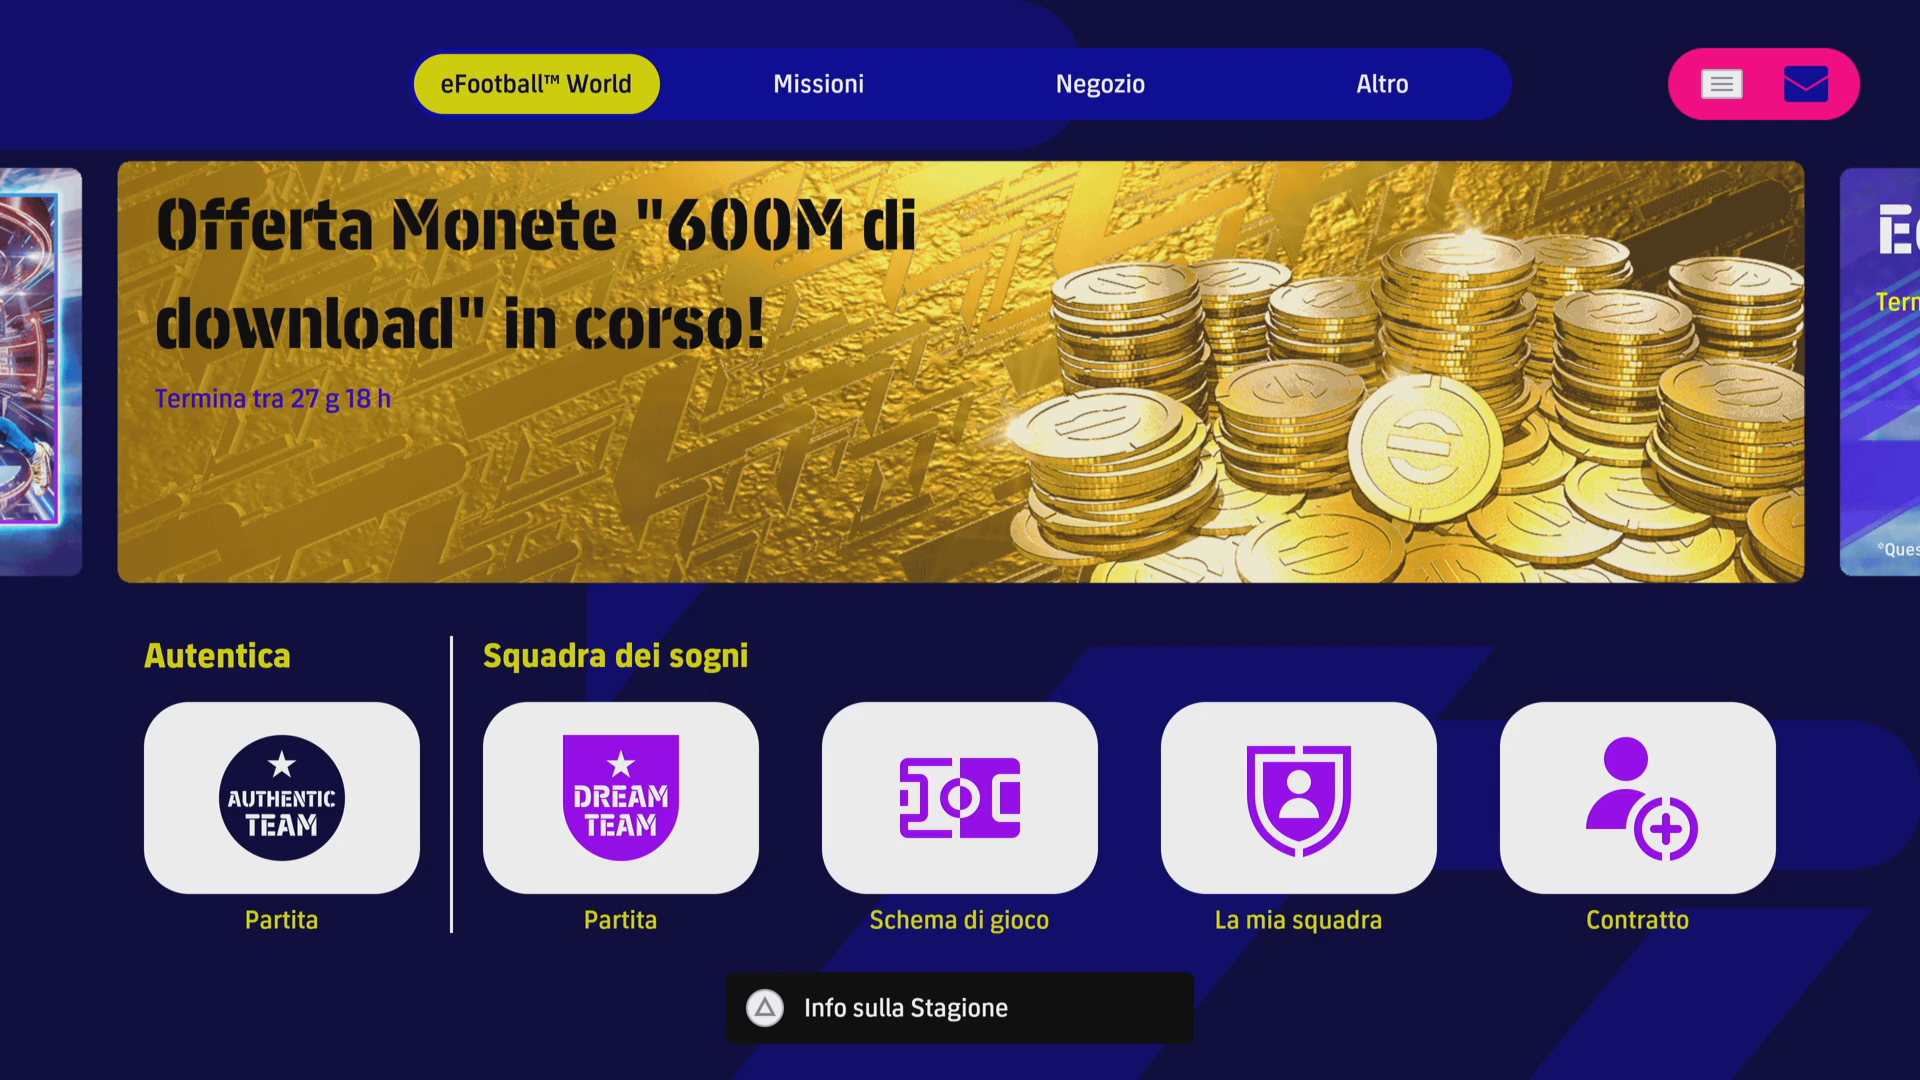 eFootball™ World
Missioni
Negozio
Altro
Offerta Monete "600M di
download" in corso!
Termina tra 27 g 18 h
*Ques
Autentica
Squadra dei sogni
AUTHENTIC
TEAM
DREAM
TEAM
Partita
Partita
Schema di gioco
La mia squadra
Contratto
Info sulla Stagione